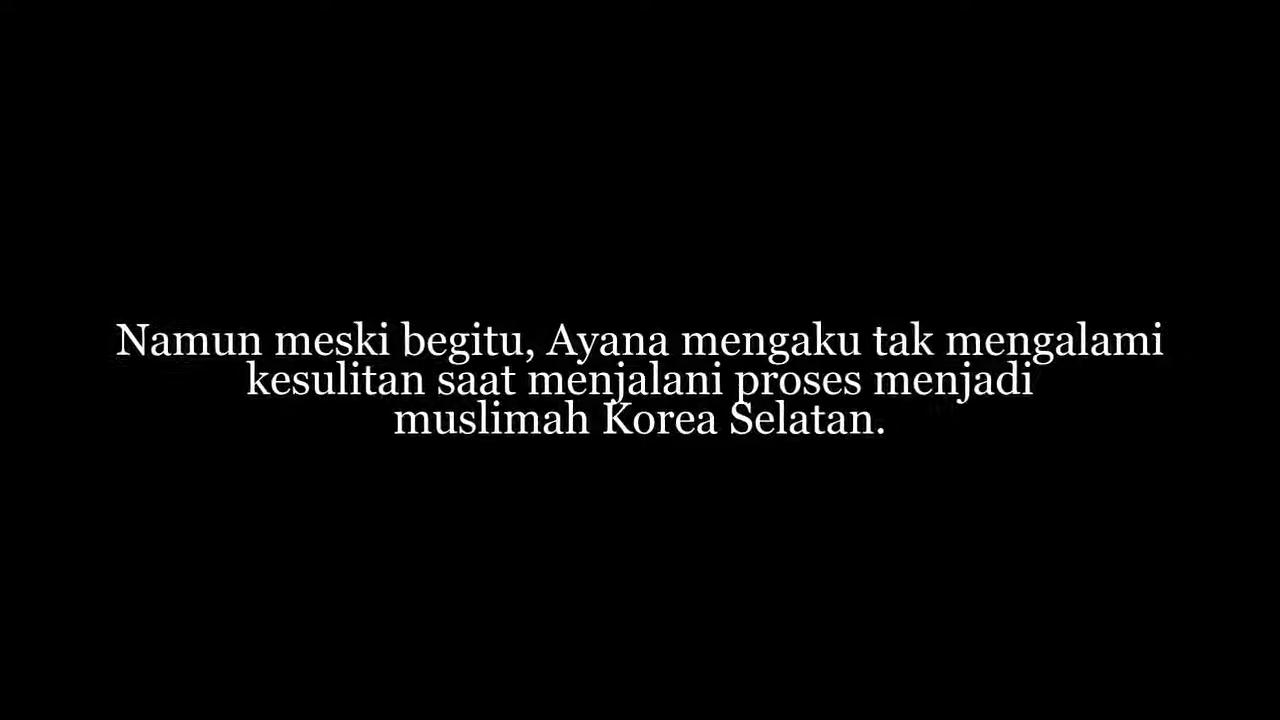 Namun meski begitu, Ayana mengaku tak mengalami
kesulitan saat menjalani proses menjadi
muslimah Korea Selatan.